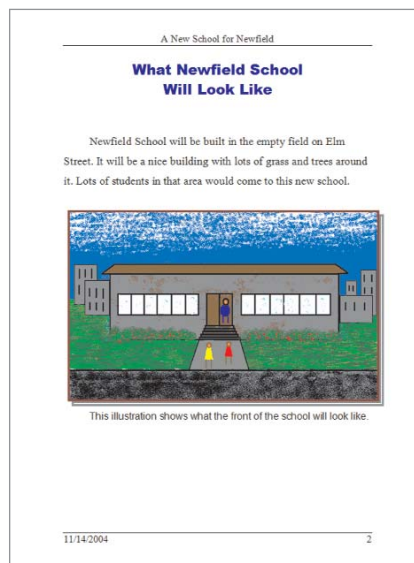 A New School for Newfield
What Newfield School
Will Look Like
Newfield School will be built in the empty field on Elm
Street. It will be a nice building with lots of grass and trees around
it. Lots of students in that area would come to this new school.
This illustration shows what the front of the school will look like.
11/14/2004 2